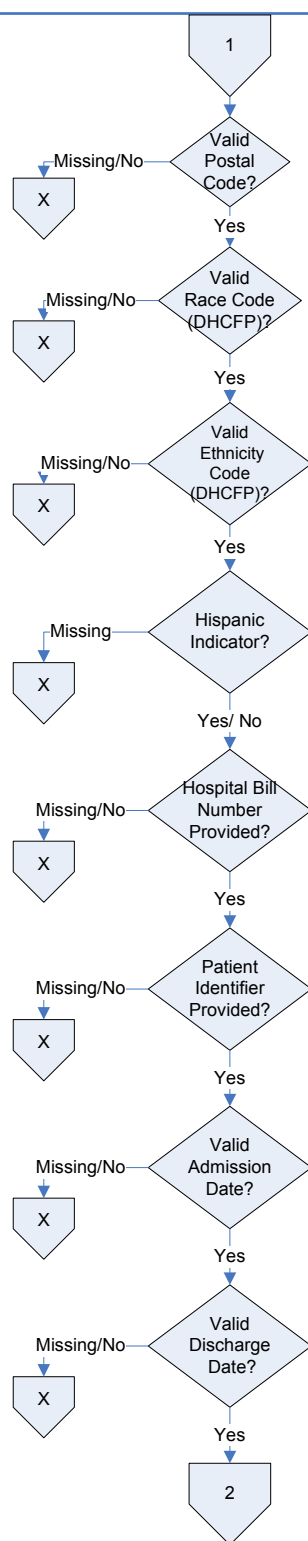 1
Valid
Postal
Code?
Missing/No
X
Yes
Valid
Race Code
(DHCFP)?
Missing/No
X
Yes
Valid
Ethnicity
Code
(DHCFP)?
Missing/No
X
Yes
Hispanic
Indicator?
Missing
X
Yes/ No
Hospital Bill
Number
Provided?
Missing/No
X
Yes
Patient
Identifier
Provided?
Missing/No
X
Yes
Valid
Admission
Date?
Missing/No
X
Yes
Valid
Discharge
Date?
Missing/No
X
Yes
2